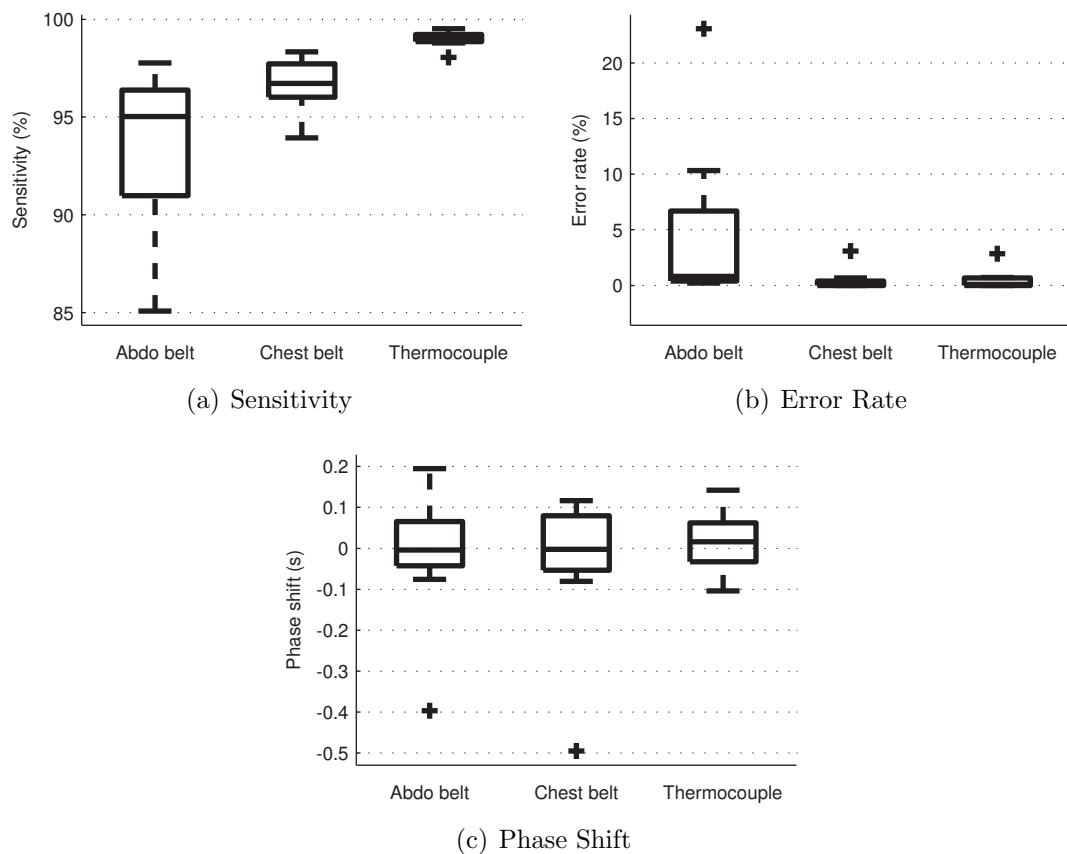 100
95
90
85
Sensitivity (%)
Abdo belt Chest belt Thermocouple
(a) Sensitivity
20
15
10
5
0
Error rate (%)
Abdo belt Chest belt Thermocouple
(b) Error Rate
0.2
0.1
0
-0.1
-0.2
-0.3
-0.4
-0.5
Phase shift (s)
Abdo belt Chest belt Thermocouple
(c) Phase Shift